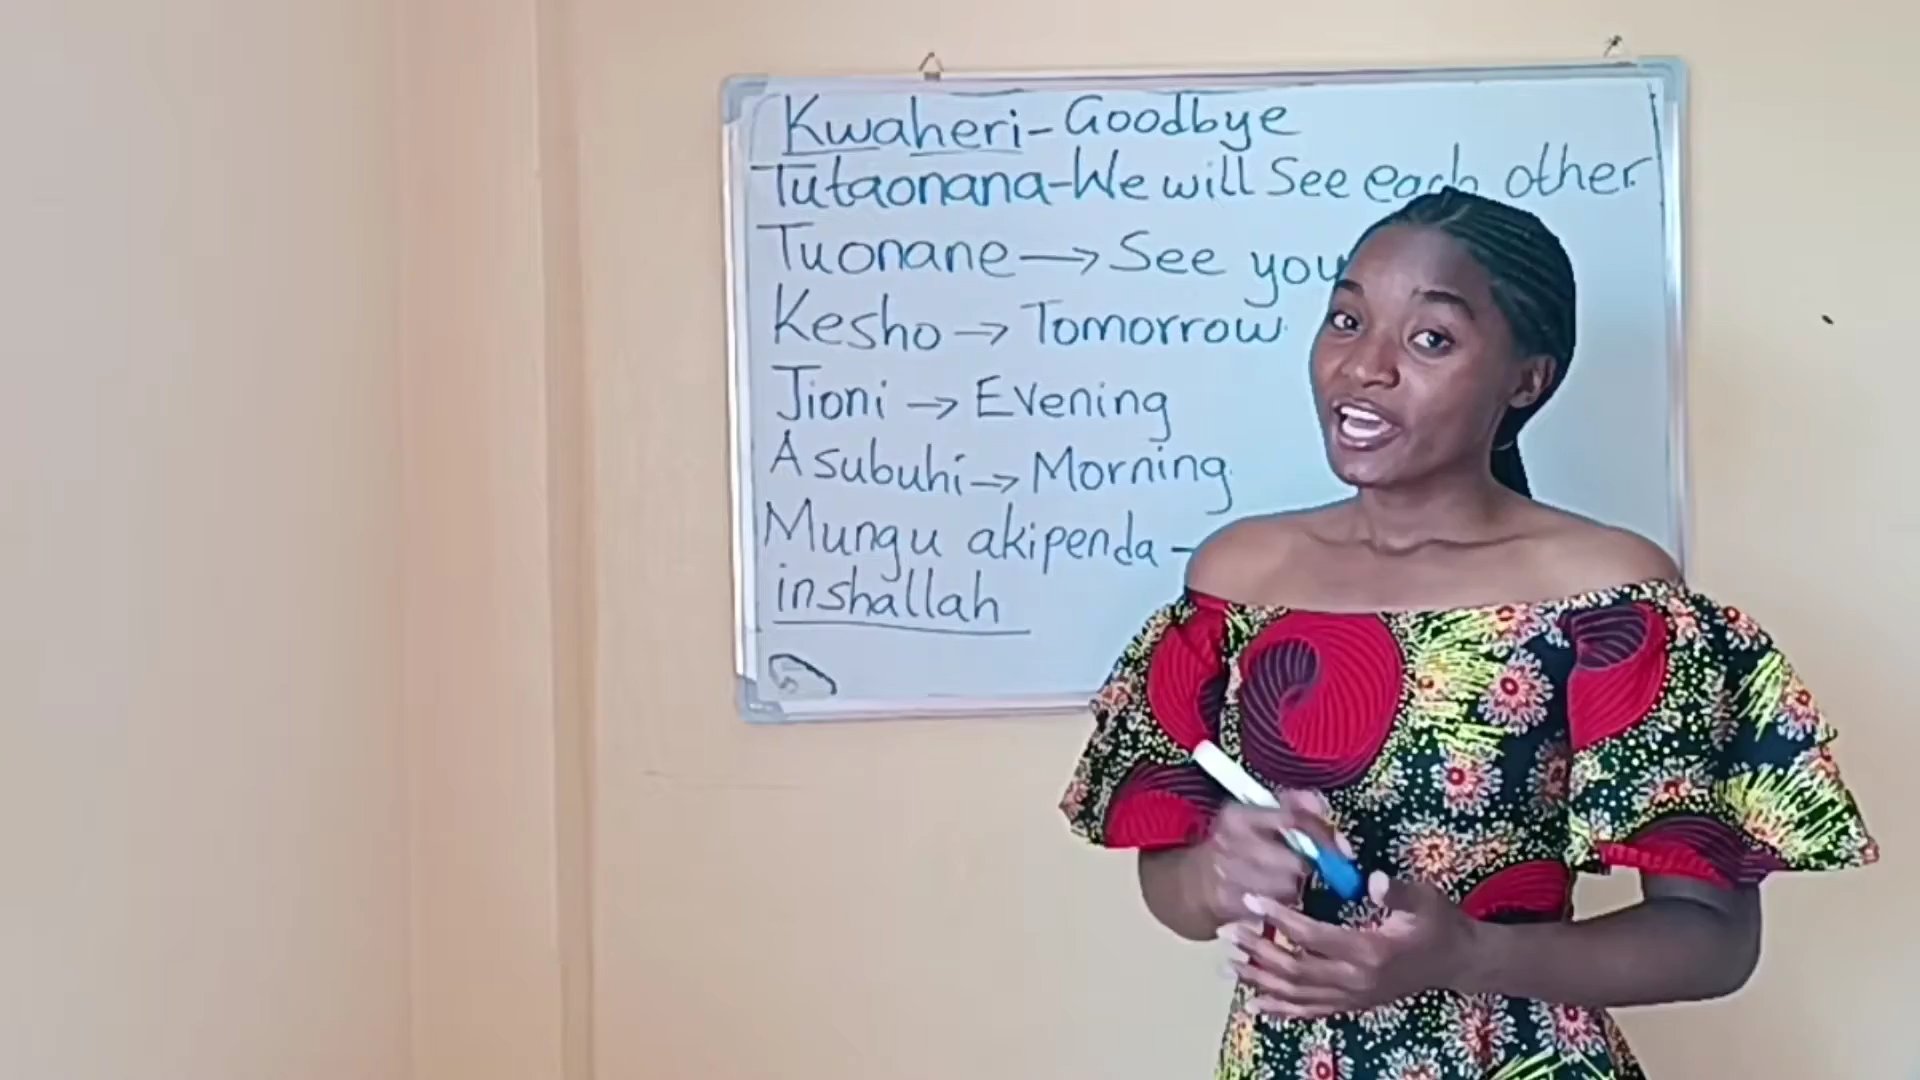 Kwaheri - Goodbye
Tutaonana - We will See each other.
Tuonane → See you
Kesho → Tomorrow
Jioni → Evening
Asubuhi → Morning.
Mungu akipenda -
inshallah